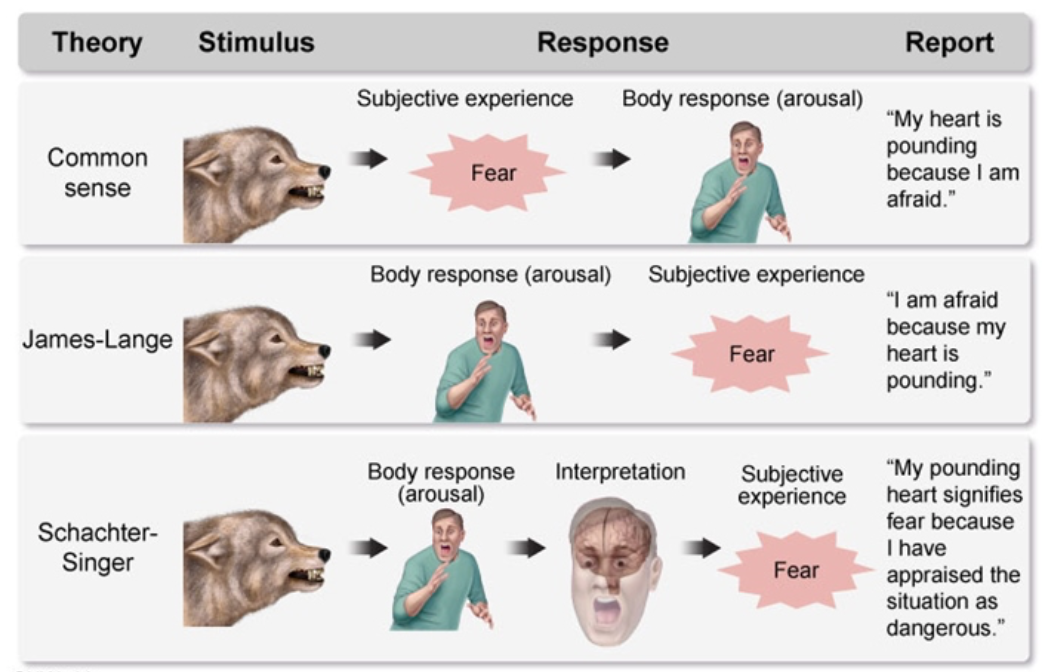 Theory Stimulus Response Report
Subjective experience Body response (arousal)
Common
sense
Fear
“My heart is
pounding
because I am
afraid.”
Body response (arousal) Subjective experience
James-Lange
Fear
“I am afraid
because my
heart is
pounding.”
Body response
(arousal)
Interpretation
Subjective
experience
Schachter-
Singer
Fear
“My pounding
heart signifies
fear because
I have
appraised the
situation as
dangerous.”